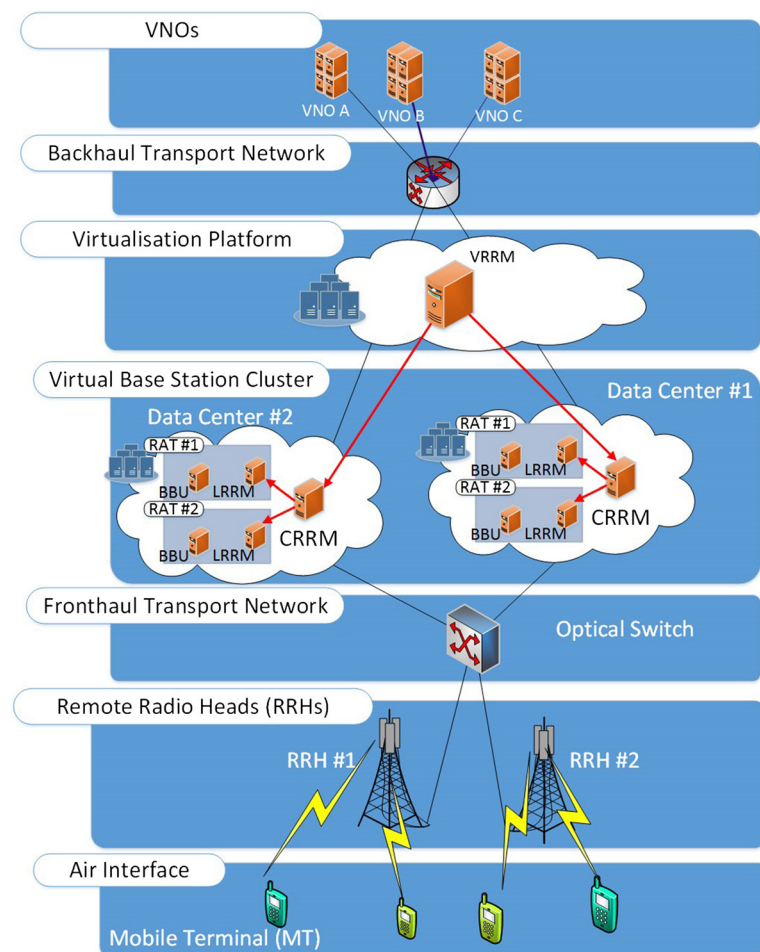 VNOs
VNO A
VNO B
VNO C
Backhaul Transport Network
Virtualisation Platform
VRRM
Virtual Base Station Cluster
Data Center #1
Data Center #2
RAT #1
BBU
LRRM
RAT #2
BBU
LRRM
CRRM
RAT #1
BBU
LRRM
RAT #2
BBU
LRRM
CRRM
Fronthaul Transport Network
Optical Switch
Remote Radio Heads (RRHs)
RRH #1
RRH #2
Air Interface
Mobile Terminal (MT)